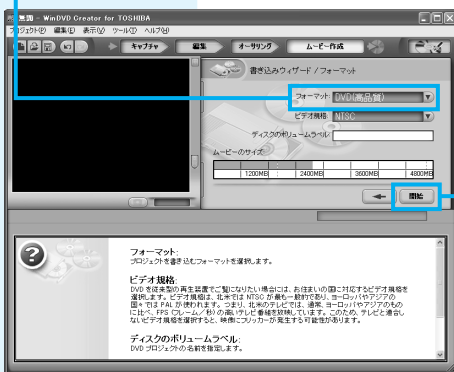 無題 - WinDVD Creator for TOSHIBA
プロジェクト(P) 編集(E) 表示(V) ツール(T) ヘルプ(H)
キャプチャ 編集 オーサリング ムービー作成
書き込みウィザード / フォーマット
フォーマット: DVD(高品質)
ビデオ規格: NTSC
ディスクのボリュームラベル:
ムービーのサイズ
1200MB 2400MB 3600MB 4800MB
開始
フォーマット:
プロジェクトを書き込むフォーマットを選択します。
ビデオ規格:
DVD を従来型の再生装置でご覧になりたい場合には、お住まいの国に対応するビデオ規格を
選択します。ビデオ規格は、北米では NTSC が最も一般的であり、ヨーロッパやアジアの
国々では PAL が使われます。つまり、北米のテレビでは、通常、ヨーロッパやアジアのもの
に比べ、FPS (フレーム/秒) の高いテレビ番組を放映しています。このため、テレビと適合し
ないビデオ規格を選択すると、映像にフリッカーが発生する可能性があります。
ディスクのボリュームラベル:
DVD プロジェクトの名前を指定します。